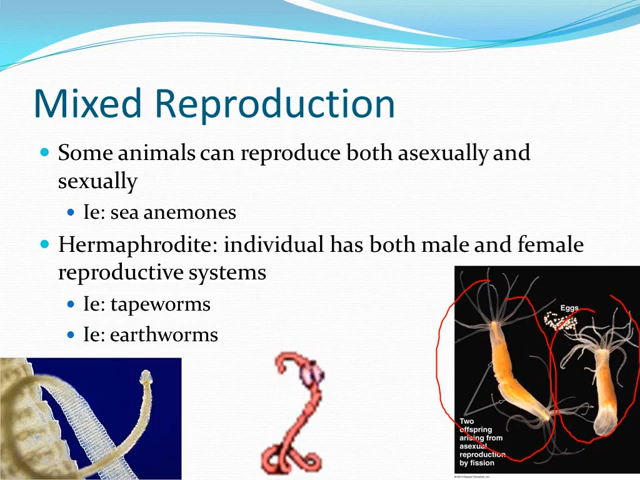 Mixed Reproduction
Some animals can reproduce both asexually and
sexually
Ie: sea anemones
Hermaphrodite: individual has both male and female
reproductive systems
Ie: tapeworms
Ie: earthworms
Eggs
Two
offspring
arising from
asexual
reproduction
by fission